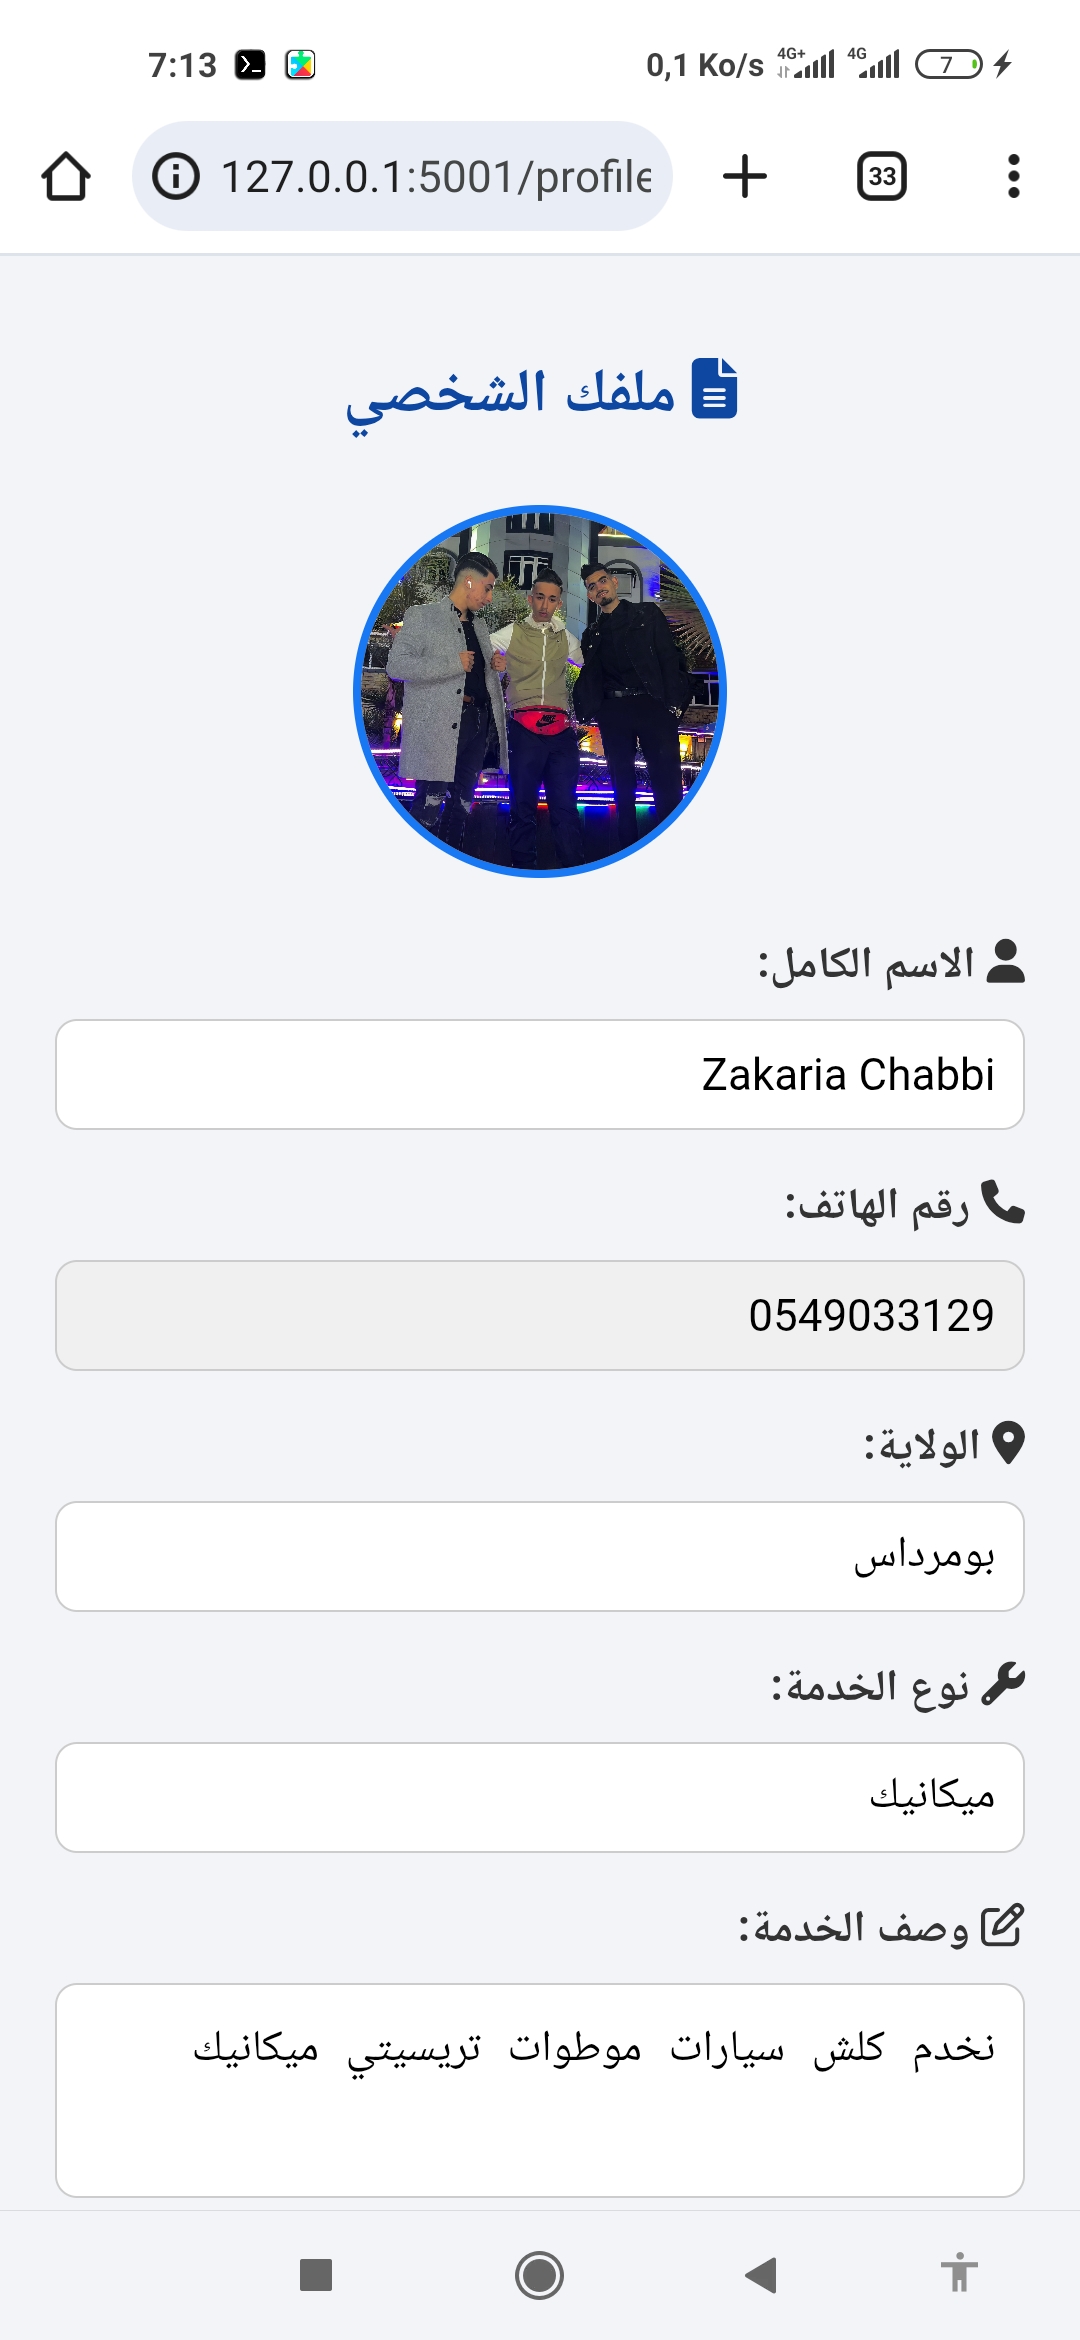 7:13
0,1 Ko/s 4G+ 4G 7
127.0.0.1:5001/profile
33
ملفك الشخصي
الاسم الكامل:
Zakaria Chabbi
رقم الهاتف:
0549033129
الولاية:
بومرداس
نوع الخدمة:
ميكانيك
وصف الخدمة:
نخدم كلش سيارات موطوات تريسيتي ميكانيك